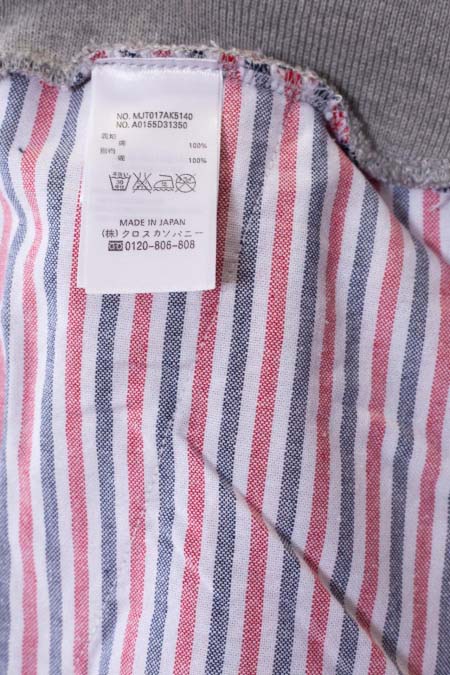 NO. MJT017AK5140
NO. A0155D31350
表地
綿 100%
別布
綿 100%
MADE IN JAPAN
(株)クロスカンパニー
0120-806-808